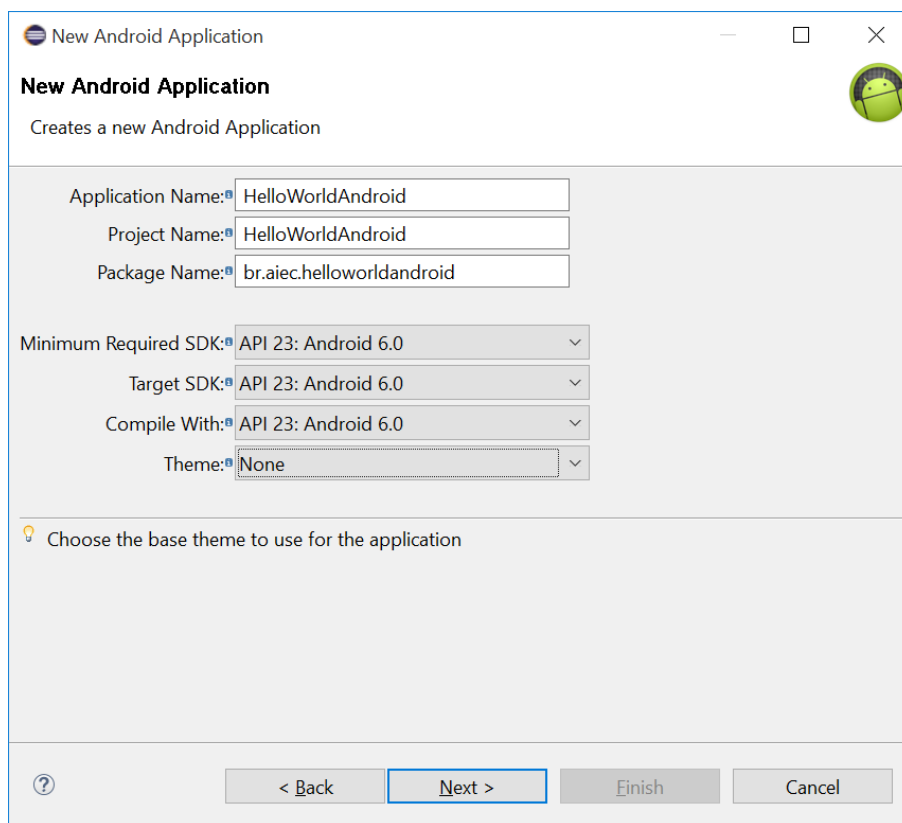 New Android Application
New Android Application
Creates a new Android Application
Application Name: HelloWorldAndroid
Project Name: HelloWorldAndroid
Package Name: br.aiec.helloworldandroid
Minimum Required SDK: API 23: Android 6.0
Target SDK: API 23: Android 6.0
Compile With: API 23: Android 6.0
Theme: None
Choose the base theme to use for the application
? < Back Next > Finish Cancel